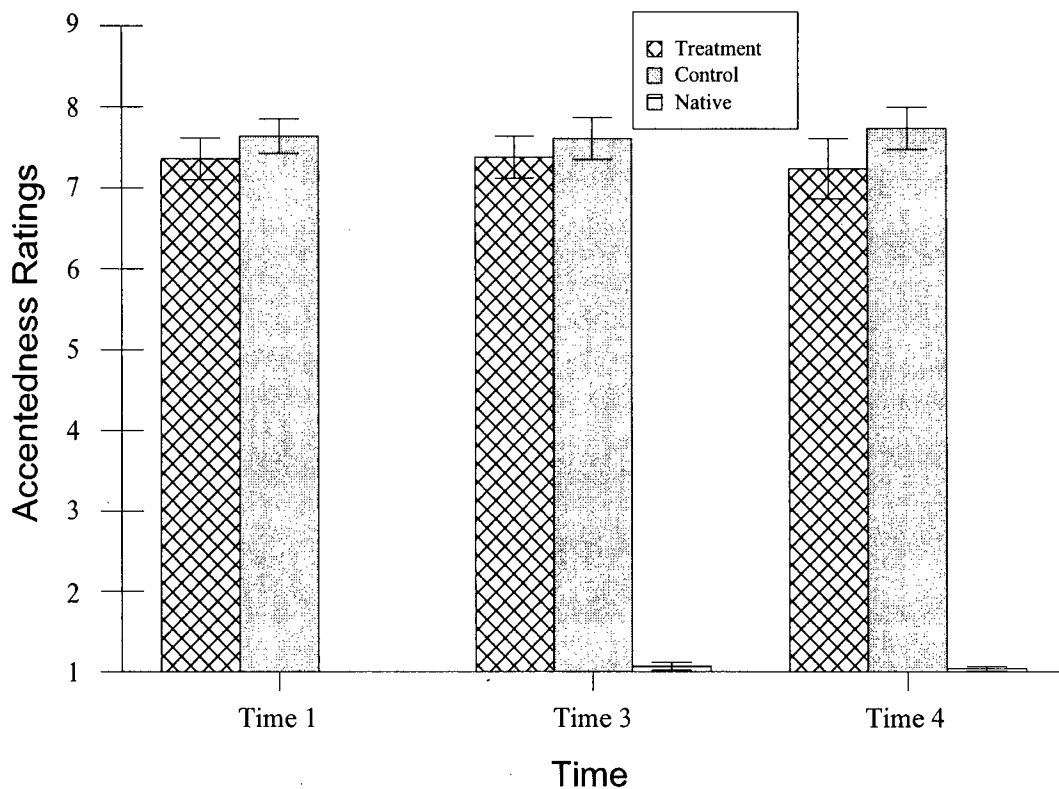 Accentedness Ratings
9
8
7
6
5
4
3
2
1
Treatment
Control
Native
Time 1
Time 3
Time 4
Time